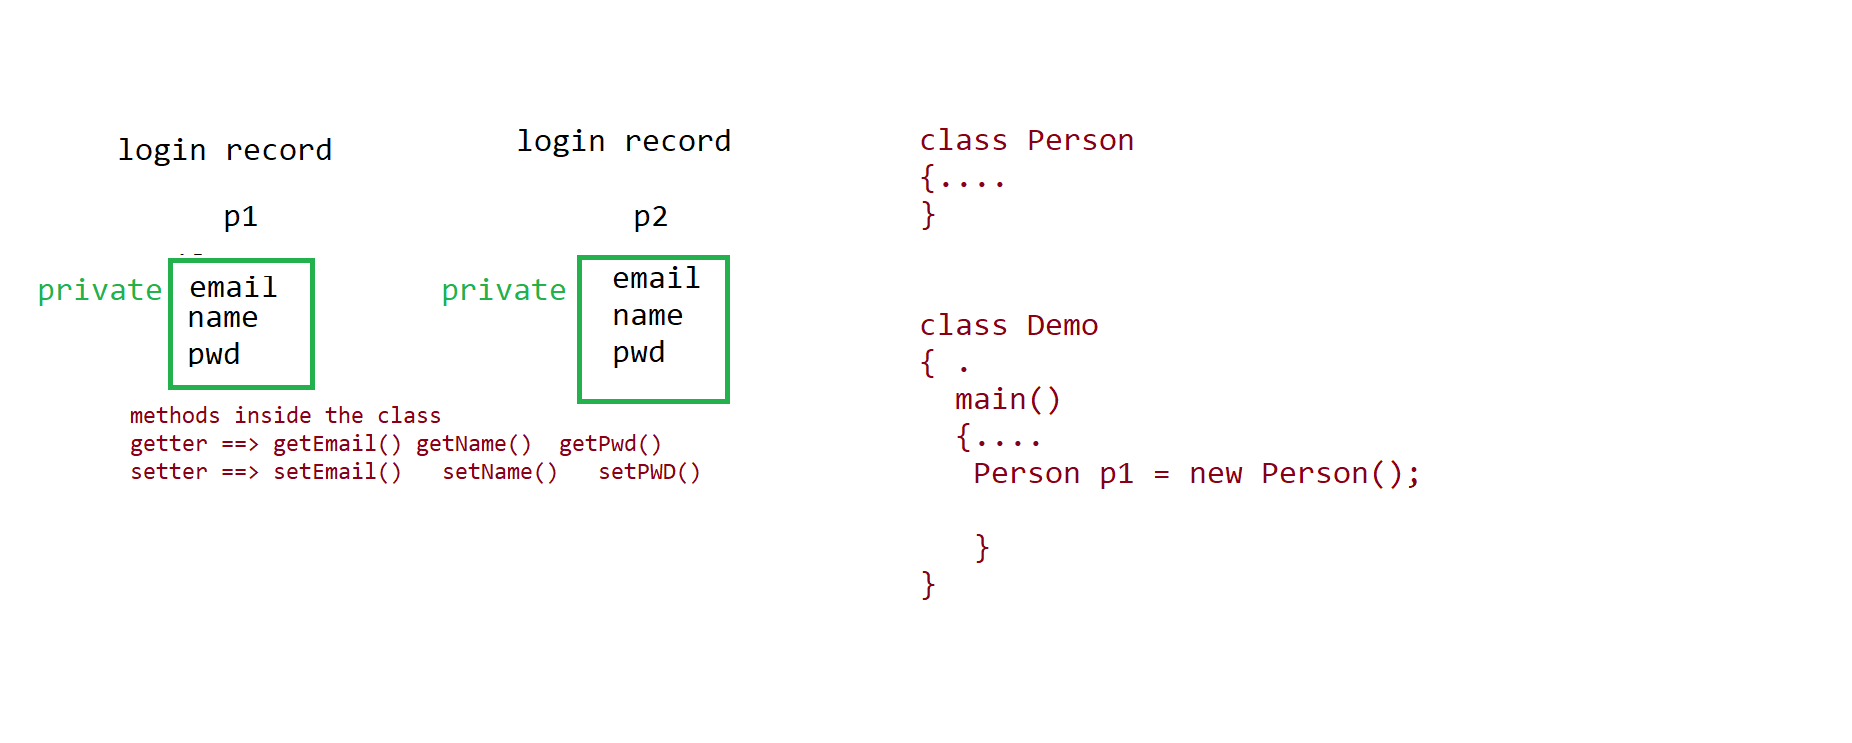 login record
p1
private
email
name
pwd
login record
p2
private
email
name
pwd
methods inside the class
getter ==> getEmail() getName() getPwd()
setter ==> setEmail() setName() setPWD()
class Person
{....
}
class Demo
{ .
main()
{....
Person p1 = new Person();
}
}